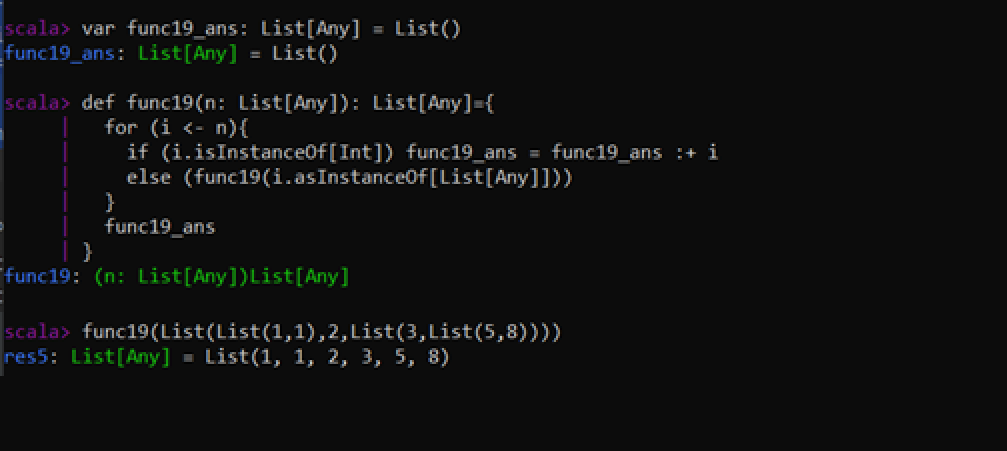 scala> var func19_ans: List[Any] = List()
func19_ans: List[Any] = List()
scala> def func19(n: List[Any]): List[Any]={
| for (i <- n){
| if (i.isInstanceOf[Int]) func19_ans = func19_ans :+ i
| else (func19(i.asInstanceOf[List[Any]]))
| }
| func19_ans
| }
func19: (n: List[Any])List[Any]
scala> func19(List(List(1,1),2,List(3,List(5,8))))
res5: List[Any] = List(1, 1, 2, 3, 5, 8)